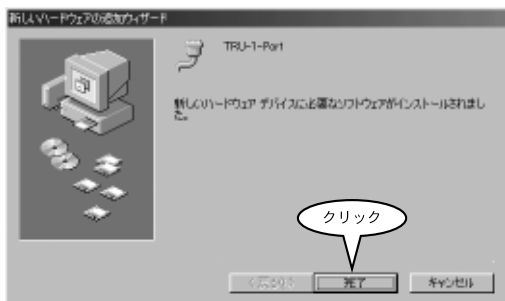 新しいハードウェアの追加ウィザード
TRU-1-Port
新しいハードウェア デバイスに必要なソフトウェアがインストールされまし
た。
クリック
< 戻る(B)
完了
キャンセル